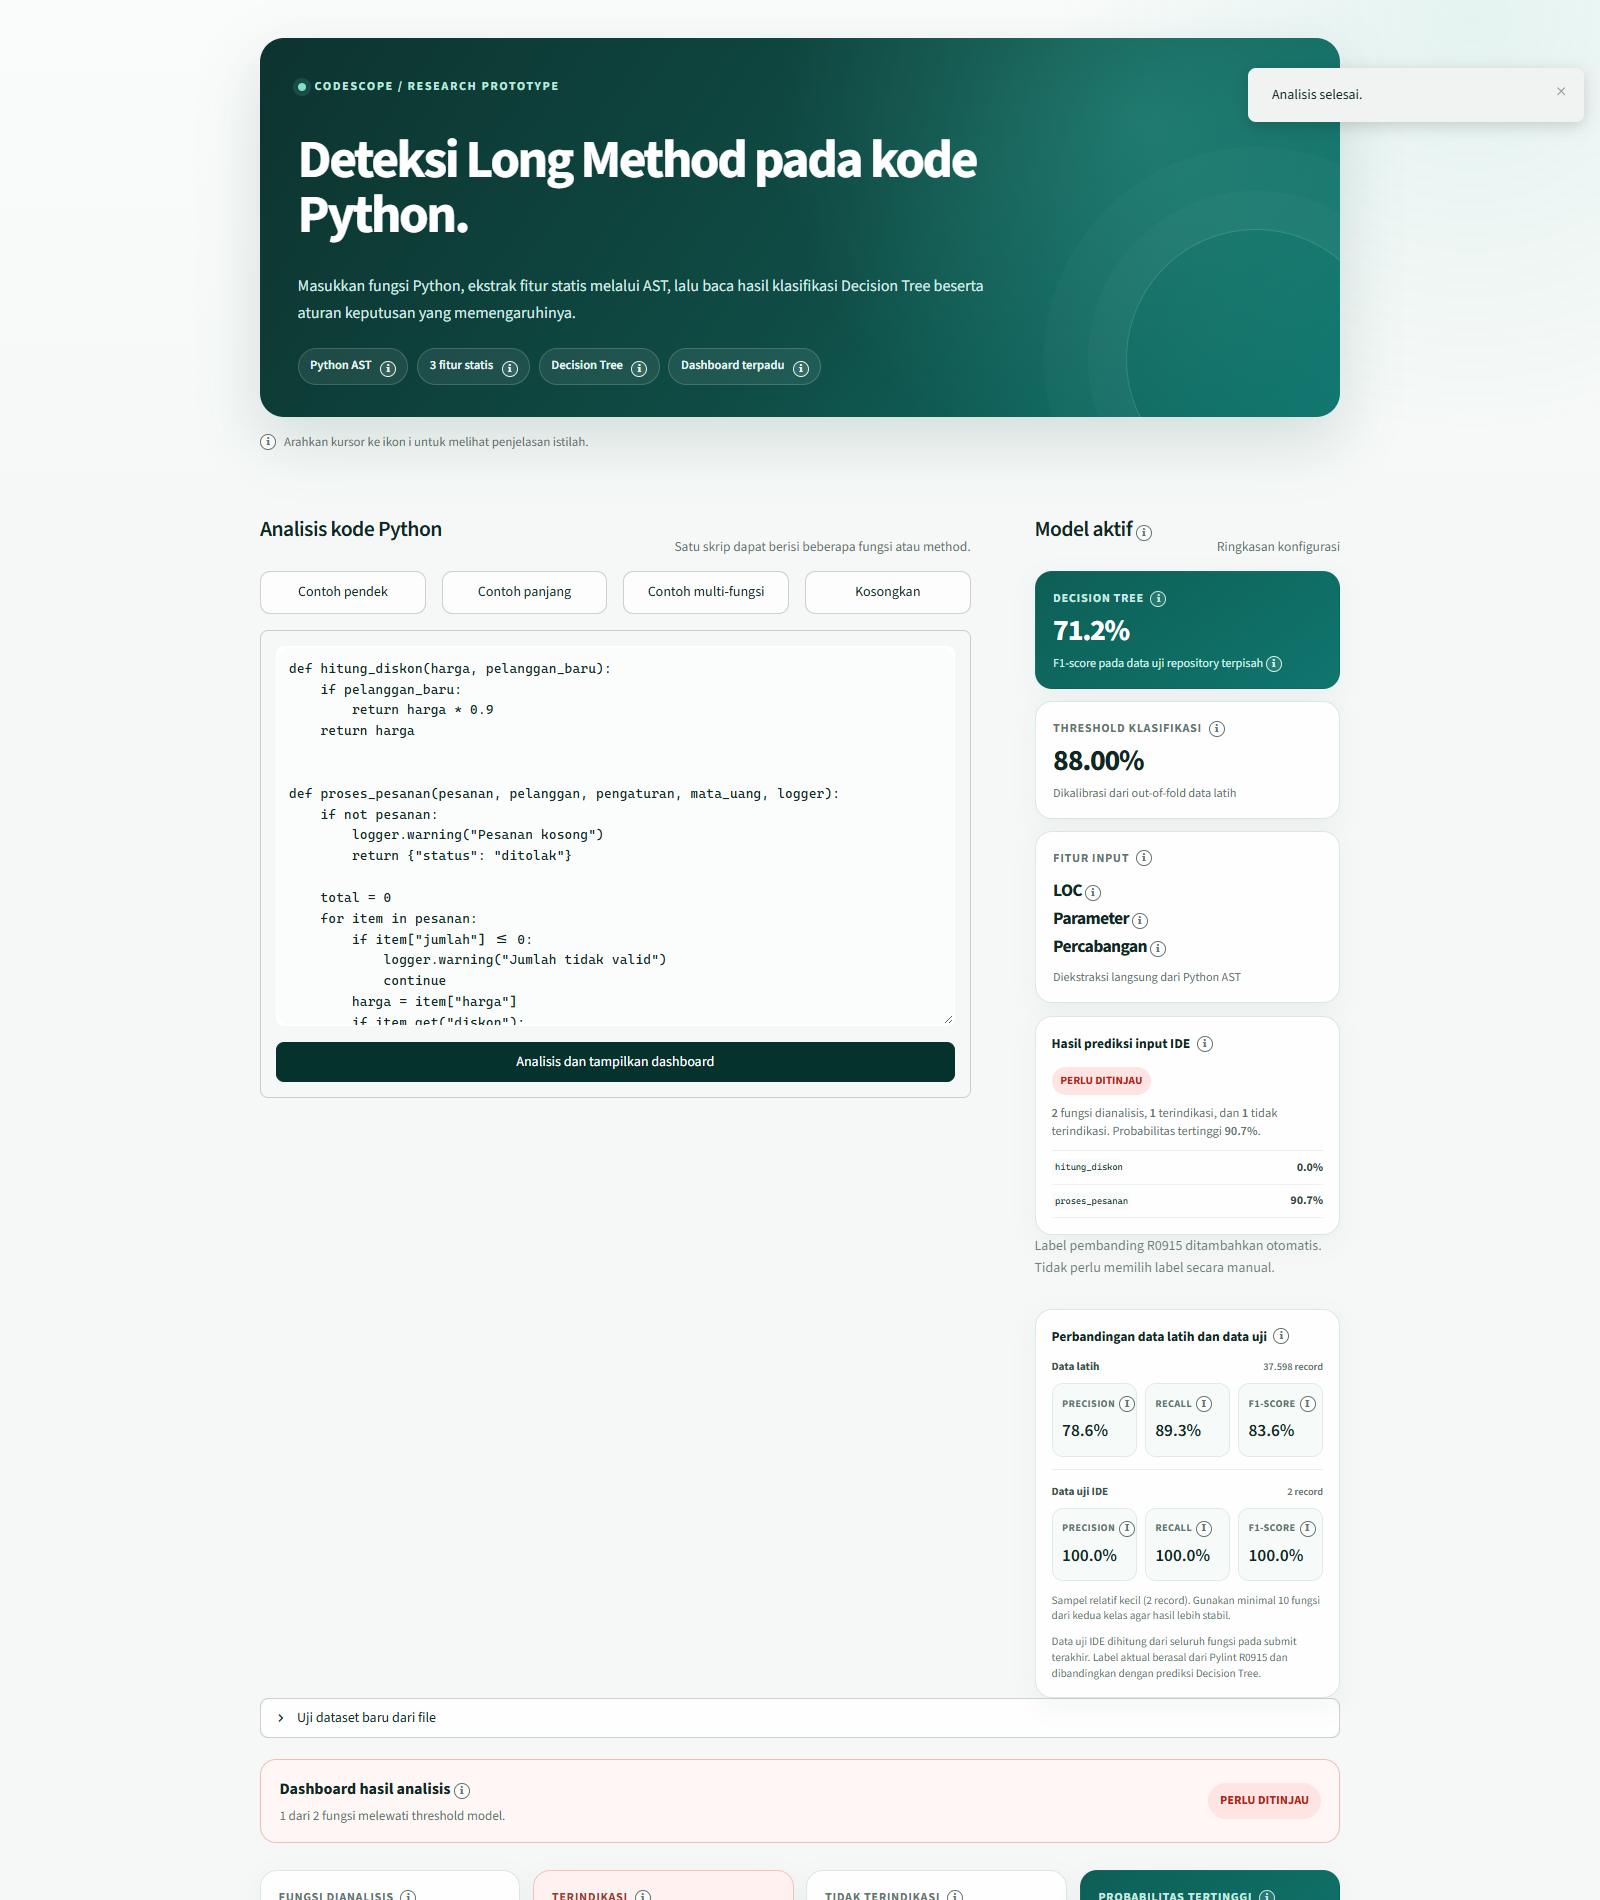 CODESCOPE / RESEARCH PROTOTYPE
Analisis selesai.
Deteksi Long Method pada kode
Python.
Masukkan fungsi Python, ekstrak fitur statis melalui AST, lalu baca hasil klasifikasi Decision Tree beserta
aturan keputusan yang memengaruhinya.
Python AST
3 fitur statis
Decision Tree
Dashboard terpadu
Arahkan kursor ke ikon i untuk melihat penjelasan istilah.
Analisis kode Python
Satu skrip dapat berisi beberapa fungsi atau method.
Contoh pendek
Contoh panjang
Contoh multi-fungsi
Kosongkan
def hitung_diskon(harga, pelanggan_baru):
    if pelanggan_baru:
        return harga * 0.9
    return harga
def proses_pesanan(pesanan, pelanggan, pengaturan, mata_uang, logger):
    if not pesanan:
        logger.warning("Pesanan kosong")
        return {"status": "ditolak"}
    total = 0
    for item in pesanan:
        if item["jumlah"] ≤ 0:
            logger.warning("Jumlah tidak valid")
            continue
        harga = item["harga"]
        if item.get("diskon"):
Analisis dan tampilkan dashboard
Model aktif
Ringkasan konfigurasi
DECISION TREE
71.2%
F1-score pada data uji repository terpisah
THRESHOLD KLASIFIKASI
88.00%
Dikalibrasi dari out-of-fold data latih
FITUR INPUT
LOC
Parameter
Percabangan
Diekstraksi langsung dari Python AST
Hasil prediksi input IDE
PERLU DITINJAU
2 fungsi dianalisis, 1 terindikasi, dan 1 tidak
terindikasi. Probabilitas tertinggi 90.7%.
hitung_diskon 0.0%
proses_pesanan 90.7%
Label pembanding R0915 ditambahkan otomatis.
Tidak perlu memilih label secara manual.
Perbandingan data latih dan data uji
Data latih 37.598 record
PRECISION RECALL F1-SCORE
78.6% 89.3% 83.6%
Data uji IDE 2 record
PRECISION RECALL F1-SCORE
100.0% 100.0% 100.0%
Sampel relatif kecil (2 record). Gunakan minimal 10 fungsi
dari kedua kelas agar hasil lebih stabil.
Data uji IDE dihitung dari seluruh fungsi pada submit
terakhir. Label aktual berasal dari Pylint R0915 dan
dibandingkan dengan prediksi Decision Tree.
Uji dataset baru dari file
Dashboard hasil analisis
1 dari 2 fungsi melewati threshold model.
PERLU DITINJAU
FUNGSI DIANALISIS
TERINDIKASI
TIDAK TERINDIKASI
PROBABILITAS TERTINGGI